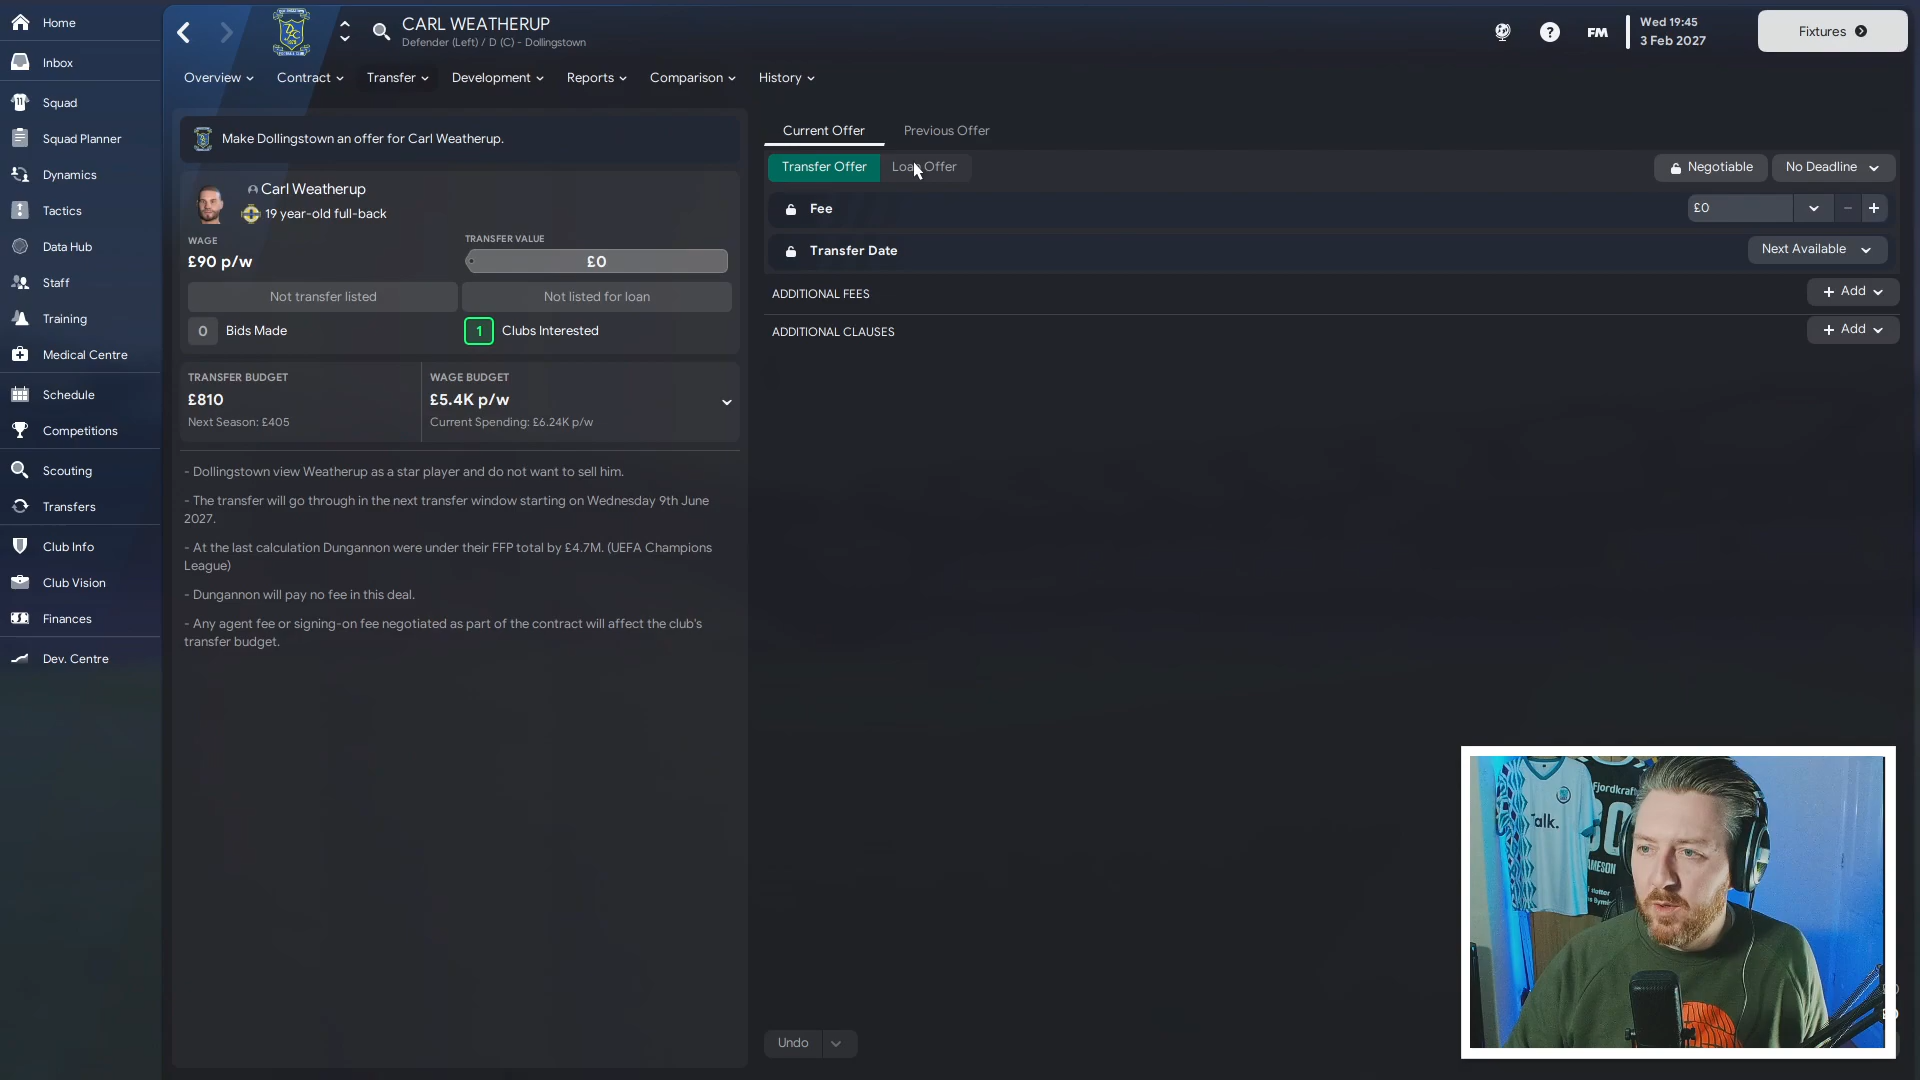 Home
Inbox
Squad
Squad Planner
Dynamics
Tactics
Data Hub
Staff
Training
Medical Centre
Schedule
Competitions
Scouting
Transfers
Club Info
Club Vision
Finances
Dev. Centre
CARL WEATHERUP
Defender (Left) / D (C) - Dollingstown
FM
Wed 19:45
3 Feb 2027
Fixtures
Overview
Contract
Transfer
Development
Reports
Comparison
History
Make Dollingstown an offer for Carl Weatherup.
Carl Weatherup
19 year-old full-back
WAGE
£90 p/w
TRANSFER VALUE
£0
Not transfer listed
Not listed for loan
0 Bids Made
1 Clubs Interested
TRANSFER BUDGET
£810
Next Season: £405
WAGE BUDGET
£5.4K p/w
Current Spending: £6.24K p/w
- Dollingstown view Weatherup as a star player and do not want to sell him.
- The transfer will go through in the next transfer window starting on Wednesday 9th June
2027.
- At the last calculation Dungannon were under their FFP total by £4.7M. (UEFA Champions
League)
- Dungannon will pay no fee in this deal.
- Any agent fee or signing-on fee negotiated as part of the contract will affect the club's
transfer budget.
Current Offer
Previous Offer
Transfer Offer
Loan Offer
Negotiable
No Deadline
Fee
£0
Transfer Date
Next Available
ADDITIONAL FEES
+ Add
ADDITIONAL CLAUSES
+ Add
Undo
Fjordkraft
Talk.